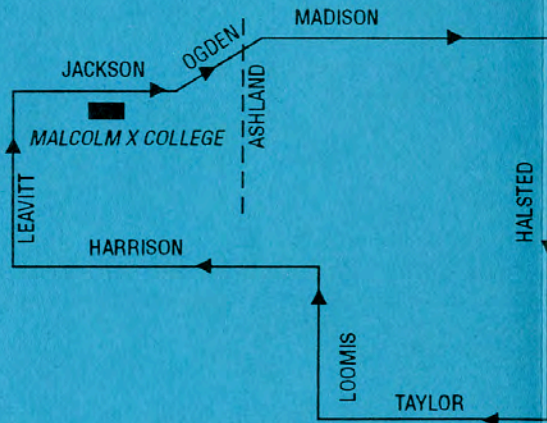 MADISON
OGDEN
JACKSON
MALCOLM X COLLEGE
ASHLAND
LEAVITT
HALSTED
HARRISON
LOOMIS
TAYLOR